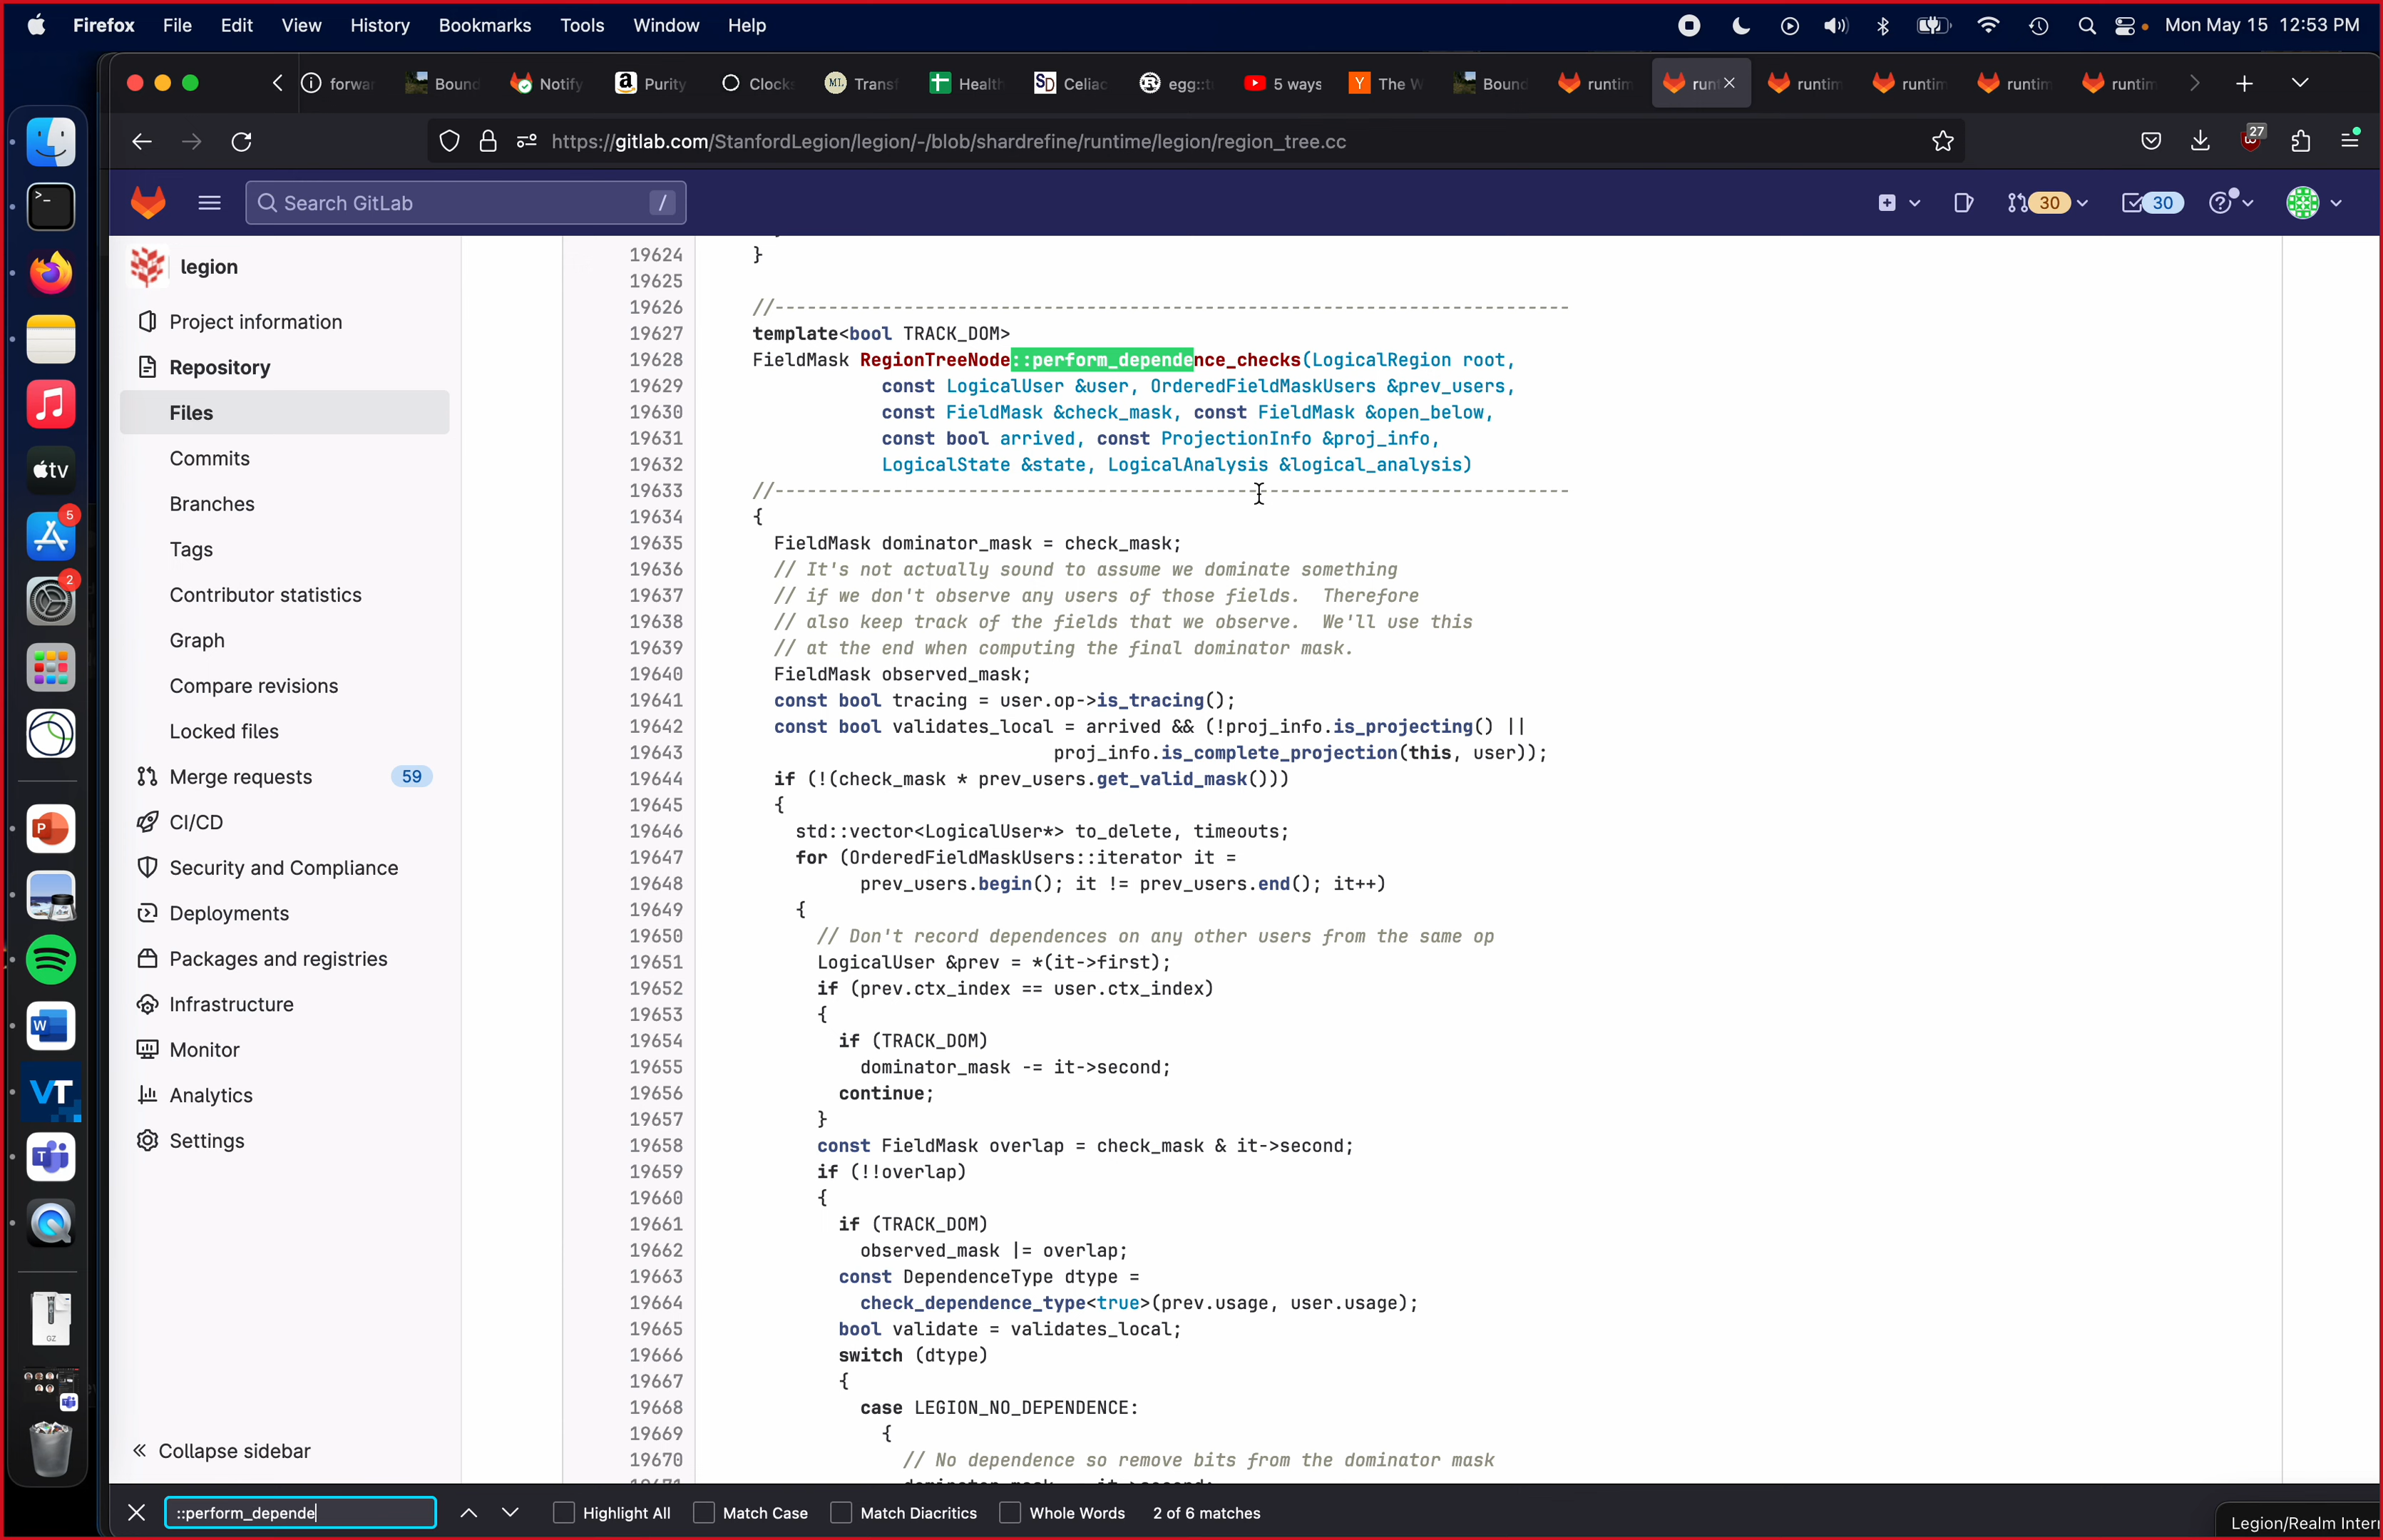 Firefox File Edit View History Bookmarks Tools Window Help Mon May 15 12:53 PM
forwar Bound Notify Purity Clock Transf Health Celiac egg::t 5 ways The W Bound runtim runt runtim runtim runtim runtim
https://gitlab.com/StanfordLegion/legion/-/blob/shardrefine/runtime/legion/region_tree.cc
27
Search GitLab /
30
30
legion
Project information
Repository
Files
Commits
Branches
Tags
Contributor statistics
Graph
Compare revisions
Locked files
Merge requests 59
CI/CD
Security and Compliance
Deployments
Packages and registries
Infrastructure
Monitor
Analytics
Settings
Collapse sidebar
tv
5
2
P
W
VT
T
GZ
19624 }
19625
19626 //--------------------------------------------------------------------------
19627 template<bool TRACK_DOM>
19628 FieldMask RegionTreeNode::perform_dependence_checks(LogicalRegion root,
19629 const LogicalUser &user, OrderedFieldMaskUsers &prev_users,
19630 const FieldMask &check_mask, const FieldMask &open_below,
19631 const bool arrived, const ProjectionInfo &proj_info,
19632 LogicalState &state, LogicalAnalysis &logical_analysis)
19633 //--------------------------------------------------------------------------
19634 {
19635 FieldMask dominator_mask = check_mask;
19636 // It's not actually sound to assume we dominate something
19637 // if we don't observe any users of those fields.  Therefore
19638 // also keep track of the fields that we observe.  We'll use this
19639 // at the end when computing the final dominator mask.
19640 FieldMask observed_mask;
19641 const bool tracing = user.op->is_tracing();
19642 const bool validates_local = arrived && (!proj_info.is_projecting() ||
19643 proj_info.is_complete_projection(this, user));
19644 if (!(check_mask * prev_users.get_valid_mask()))
19645 {
19646 std::vector<LogicalUser*> to_delete, timeouts;
19647 for (OrderedFieldMaskUsers::iterator it =
19648 prev_users.begin(); it != prev_users.end(); it++)
19649 {
19650 // Don't record dependences on any other users from the same op
19651 LogicalUser &prev = *(it->first);
19652 if (prev.ctx_index == user.ctx_index)
19653 {
19654 if (TRACK_DOM)
19655 dominator_mask -= it->second;
19656 continue;
19657 }
19658 const FieldMask overlap = check_mask & it->second;
19659 if (!!overlap)
19660 {
19661 if (TRACK_DOM)
19662 observed_mask |= overlap;
19663 const DependenceType dtype =
19664 check_dependence_type<true>(prev.usage, user.usage);
19665 bool validate = validates_local;
19666 switch (dtype)
19667 {
19668 case LEGION_NO_DEPENDENCE:
19669 {
19670 // No dependence so remove bits from the dominator mask
::perform_depende Highlight All Match Case Match Diacritics Whole Words 2 of 6 matches
Legion/Realm Inter